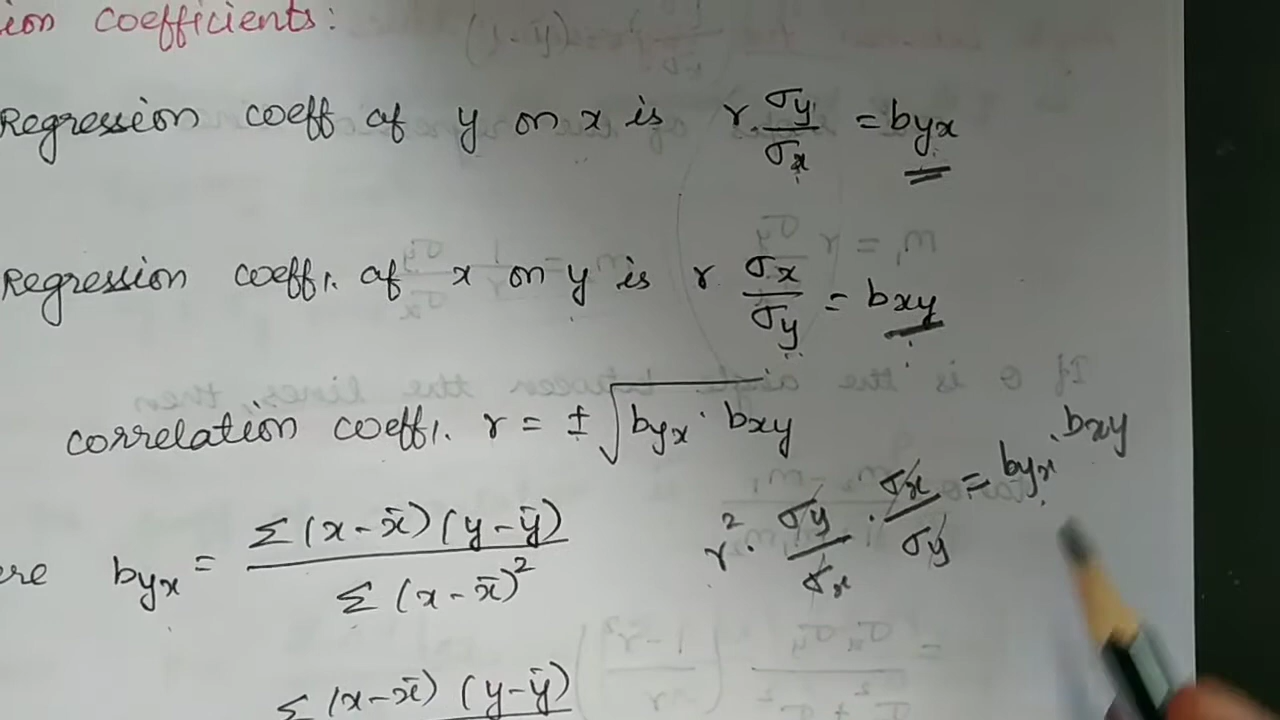 ion coefficients:
Regression coeff of y on x is r. σy/σx = byx
Regression coeff. of x on y is r σx/σy = bxy
correlation coeff. r = ± √(byx · bxy)
r² · σy/σx · σx/σy = byx · bxy
ere byx = Σ(x-x̄)(y-ȳ) / Σ(x-x̄)²
Σ(x-x̄)(y-ȳ)